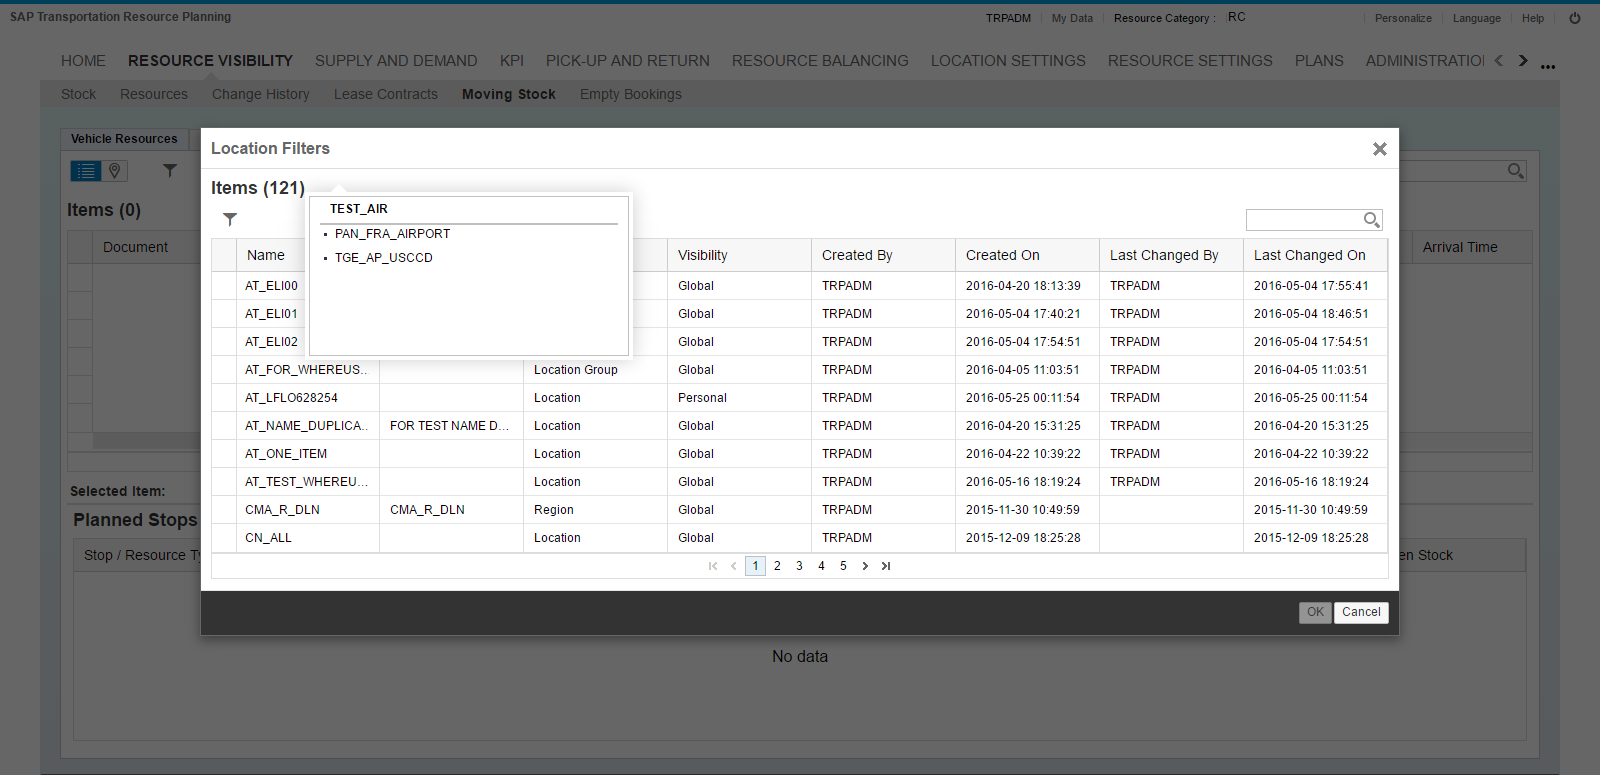 SAP Transportation Resource Planning
TRPADM My Data Resource Category : RC Personalize Language Help
HOME RESOURCE VISIBILITY SUPPLY AND DEMAND KPI PICK-UP AND RETURN RESOURCE BALANCING LOCATION SETTINGS RESOURCE SETTINGS PLANS ADMINISTRATIO
Stock Resources Change History Lease Contracts Moving Stock Empty Bookings
Vehicle Resources
Items (0)
Document Arrival Time
Selected Item:
Planned Stops
Stop / Resource Ty en Stock
No data
Location Filters
Items (121)
TEST_AIR
PAN_FRA_AIRPORT
TGE_AP_USCCD
Name Visibility Created By Created On Last Changed By Last Changed On
AT_ELI00 Global TRPADM 2016-04-20 18:13:39 TRPADM 2016-05-04 17:55:41
AT_ELI01 Global TRPADM 2016-05-04 17:40:21 TRPADM 2016-05-04 18:46:51
AT_ELI02 Global TRPADM 2016-05-04 17:54:51 TRPADM 2016-05-04 17:54:51
AT_FOR_WHEREUS... Location Group Global TRPADM 2016-04-05 11:03:51 TRPADM 2016-04-05 11:03:51
AT_LFLO628254 Location Personal TRPADM 2016-05-25 00:11:54 TRPADM 2016-05-25 00:11:54
AT_NAME_DUPLICA... FOR TEST NAME D... Location Global TRPADM 2016-04-20 15:31:25 TRPADM 2016-04-20 15:31:25
AT_ONE_ITEM Location Global TRPADM 2016-04-22 10:39:22 TRPADM 2016-04-22 10:39:22
AT_TEST_WHEREU... Location Global TRPADM 2016-05-16 18:19:24 TRPADM 2016-05-16 18:19:24
CMA_R_DLN CMA_R_DLN Region Global TRPADM 2015-11-30 10:49:59 2015-11-30 10:49:59
CN_ALL Location Global TRPADM 2015-12-09 18:25:28 2015-12-09 18:25:28
1 2 3 4 5
OK Cancel